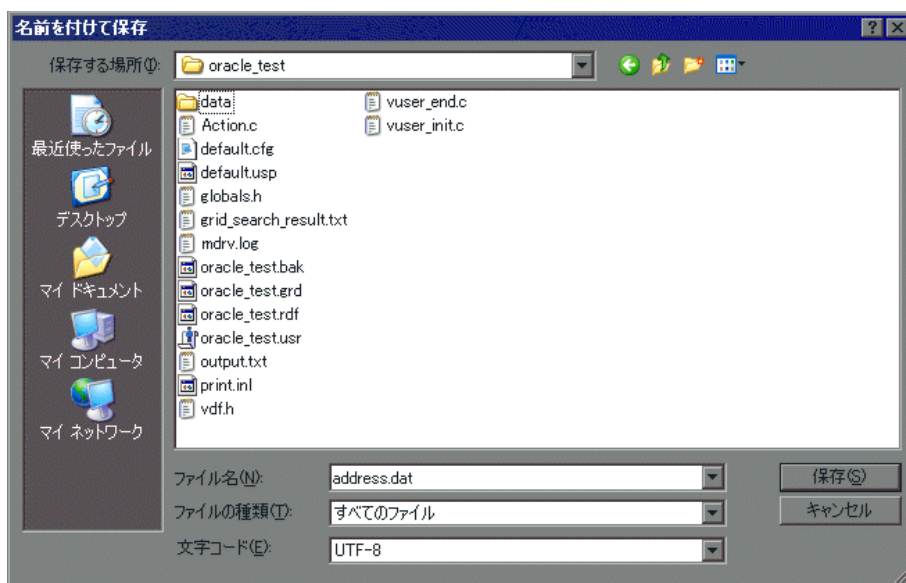 名前を付けて保存
保存する場所(I):
oracle_test
最近使ったファイル
デスクトップ
マイ ドキュメント
マイ コンピュータ
マイ ネットワーク
data
Action.c
default.cfg
default.usp
globals.h
grid_search_result.txt
mdrv.log
oracle_test.bak
oracle_test.grd
oracle_test.rdf
oracle_test.usr
output.txt
print.inl
vdf.h
vuser_end.c
vuser_init.c
ファイル名(N):
address.dat
保存(S)
ファイルの種類(T):
すべてのファイル
キャンセル
文字コード(E):
UTF-8